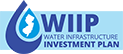 WIIP
WATER INFRASTRUCTURE
INVESTMENT PLAN